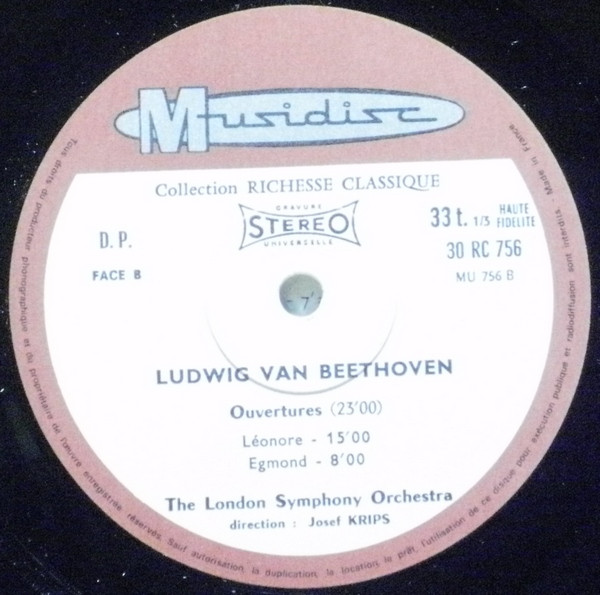 Musidisc
Collection RICHESSE CLASSIQUE
GRAVURE
STEREO
UNIVERSELLE
33 t. 1/3 HAUTE FIDELITE
D. P.
30 RC 756
FACE B
MU 756 B
LUDWIG VAN BEETHOVEN
Ouvertures (23'00)
Léonore - 15'00
Egmond - 8'00
The London Symphony Orchestra
direction : Josef KRIPS
Tous droits du producteur phonographique et du propriétaire de l'œuvre enregistrée réservés. Sauf autorisation, la duplication, la location, le prêt, l'utilisation de ce disque pour exécution publique et radiodiffusion sont interdits. Made in France